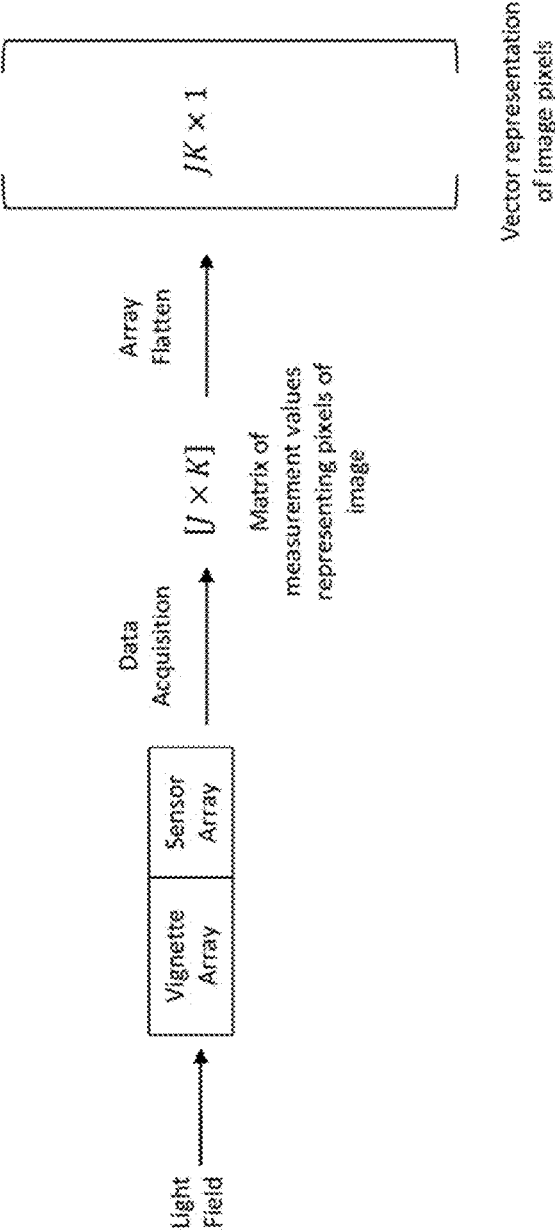 Light
Field
Vignette
Array
Sensor
Array
Data
Acquisition
[J × K]
Matrix of
measurement values
representing pixels of
image
Array
Flatten
JK × 1
Vector representation
of image pixels